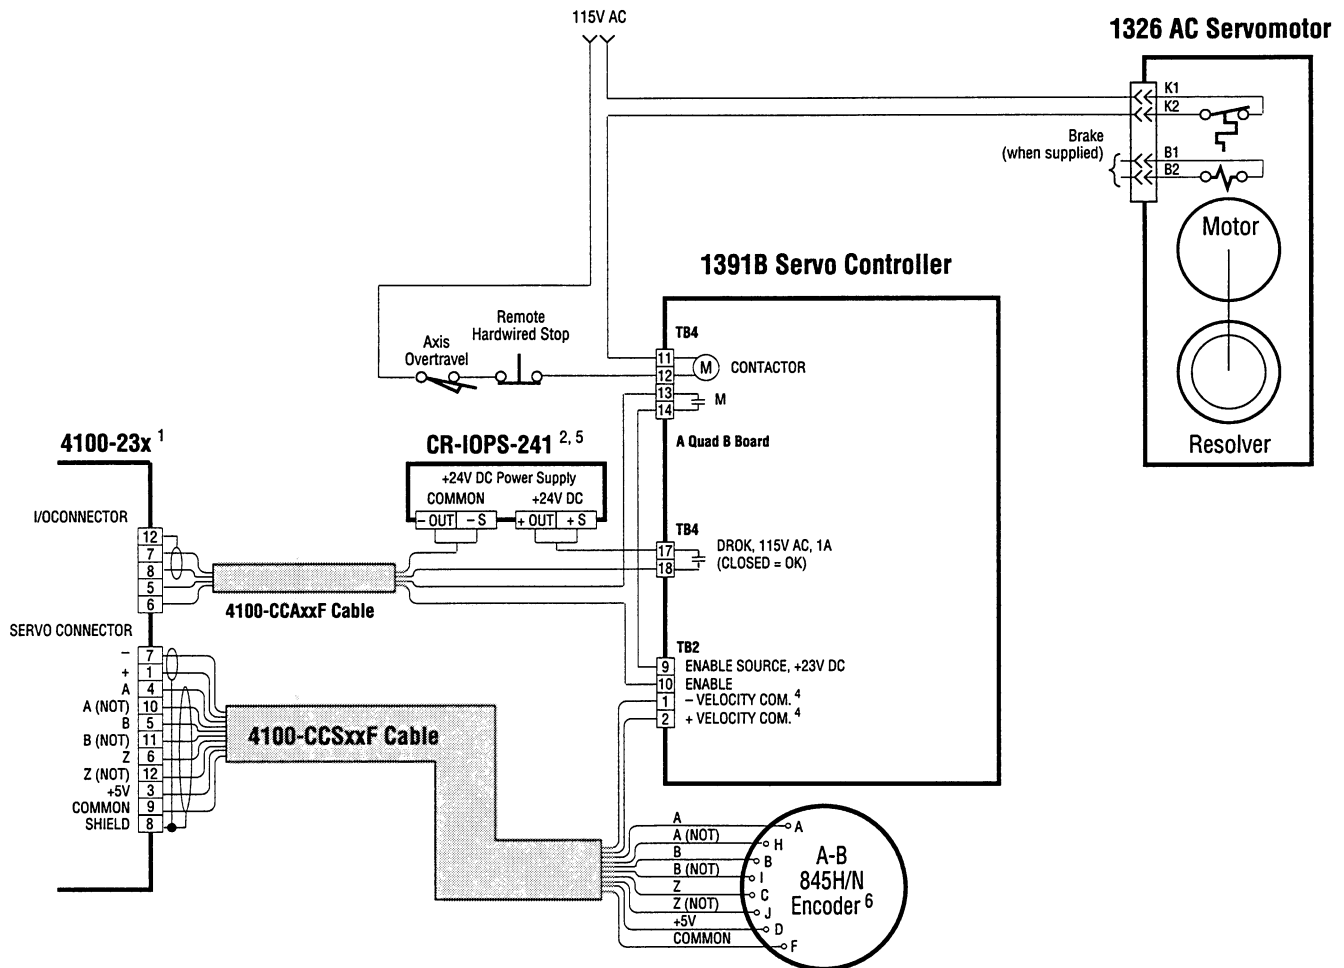 115V AC
1326 AC Servomotor
K1
K2
Brake
(when supplied)
B1
B2
Motor
Resolver
1391B Servo Controller
Remote
Hardwired Stop
Axis
Overtravel
TB4
11
12
13
14
M
CONTACTOR
M
A Quad B Board
4100-23x 1
CR-IOPS-241 2, 5
+24V DC Power Supply
COMMON
+24V DC
– OUT
– S
+ OUT
+ S
TB4
17
18
DROK, 115V AC, 1A
(CLOSED = OK)
I/OCONNECTOR
12
7
8
5
6
4100-CCAxxF Cable
SERVO CONNECTOR
– 7
+ 1
A 4
A (NOT) 10
B 5
B (NOT) 11
Z 6
Z (NOT) 12
+5V 3
COMMON 9
SHIELD 8
4100-CCSxxF Cable
TB2
9 ENABLE SOURCE, +23V DC
10 ENABLE
1 – VELOCITY COM. 4
2 + VELOCITY COM. 4
A
A (NOT)
B
B (NOT)
Z
Z (NOT)
+5V
COMMON
A
H
B
I
C
J
D
F
A-B
845H/N
Encoder 6